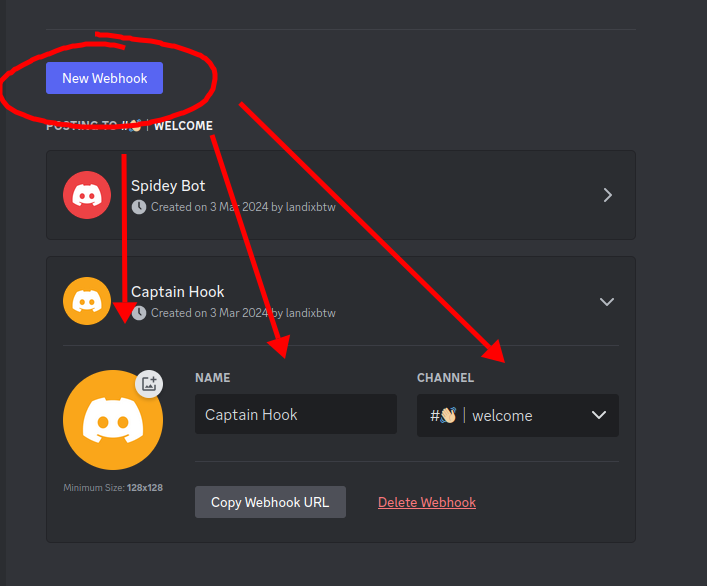 New Webhook
POSTING TO #👋 | WELCOME
Spidey Bot
Created on 3 Mar 2024 by landixbtw
Captain Hook
Created on 3 Mar 2024 by landixbtw
NAME
CHANNEL
Captain Hook
#👋 | welcome
Minimum Size: 128x128
Copy Webhook URL
Delete Webhook